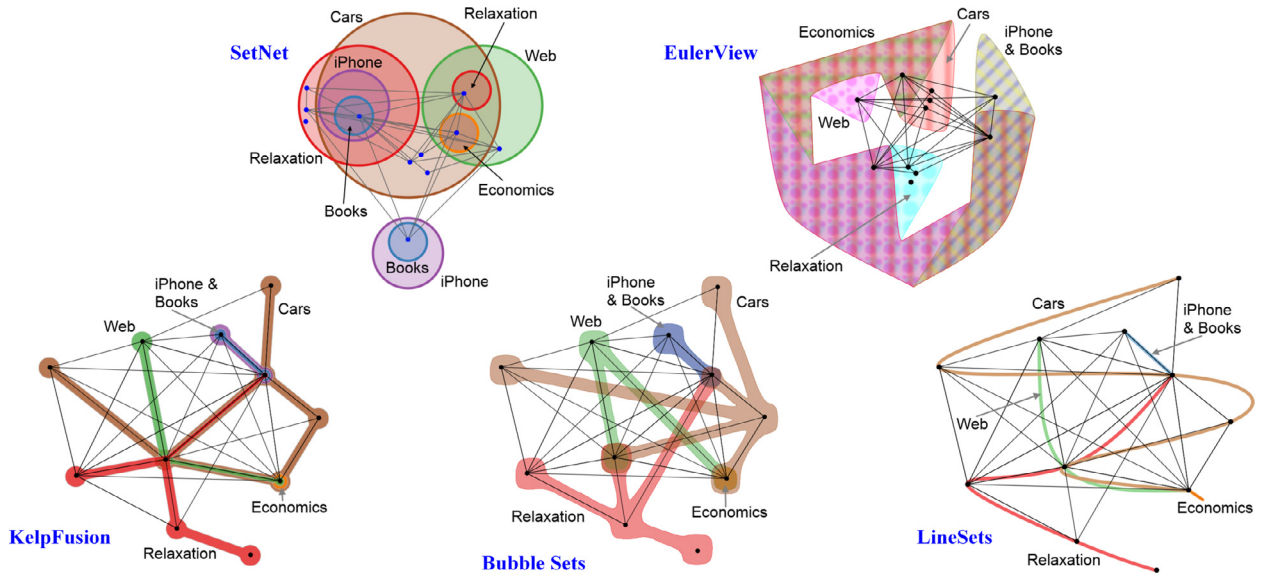 SetNet
Cars
Relaxation
iPhone
Web
Relaxation
Books
Economics
Books
iPhone
EulerView
Economics
Cars
iPhone
& Books
Web
Relaxation
iPhone &
Books
Cars
Web
Economics
KelpFusion
Relaxation
iPhone
& Books
Cars
Web
Relaxation
Economics
Bubble Sets
Cars
iPhone
& Books
Web
Economics
LineSets
Relaxation